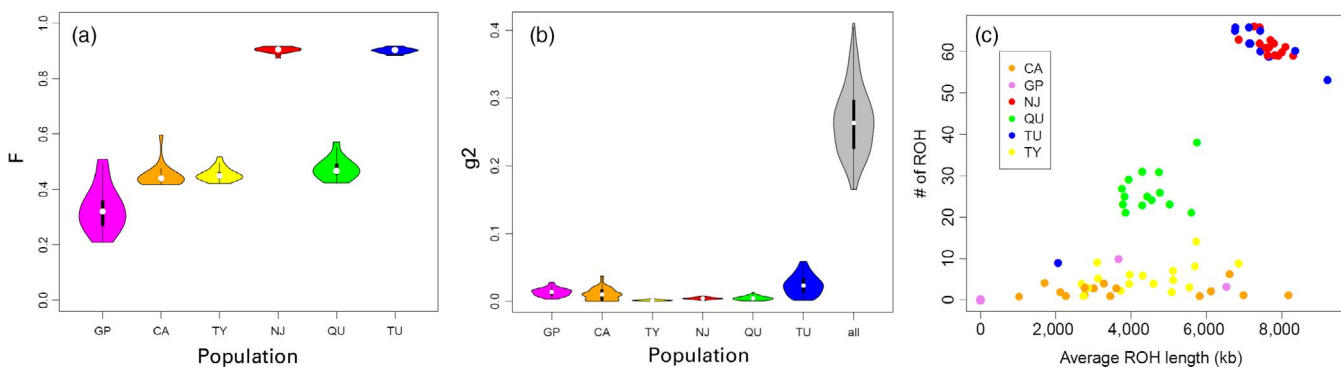 (a)
F
1.0
0.8
0.6
0.4
0.2
0.0
GP CA TY NJ QU TU
Population
(b)
g2
0.4
0.3
0.2
0.1
0.0
GP CA TY NJ QU TU all
Population
(c)
# of ROH
60
50
40
30
20
10
0
CA
GP
NJ
QU
TU
TY
0 2,000 4,000 6,000 8,000
Average ROH length (kb)